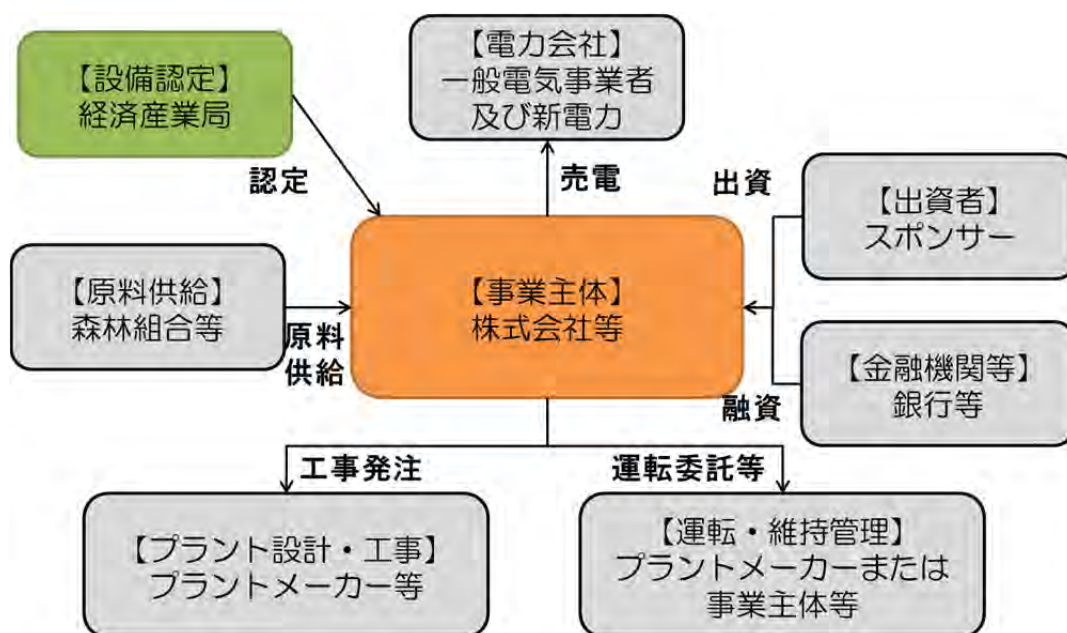 【設備認定】
経済産業局
【電力会社】
一般電気事業者
及び新電力
認定
売電
出資
【出資者】
スポンサー
【原料供給】
森林組合等
原料
供給
【事業主体】
株式会社等
融資
【金融機関等】
銀行等
工事発注
運転委託等
【プラント設計・工事】
プラントメーカー等
【運転・維持管理】
プラントメーカーまたは
事業主体等